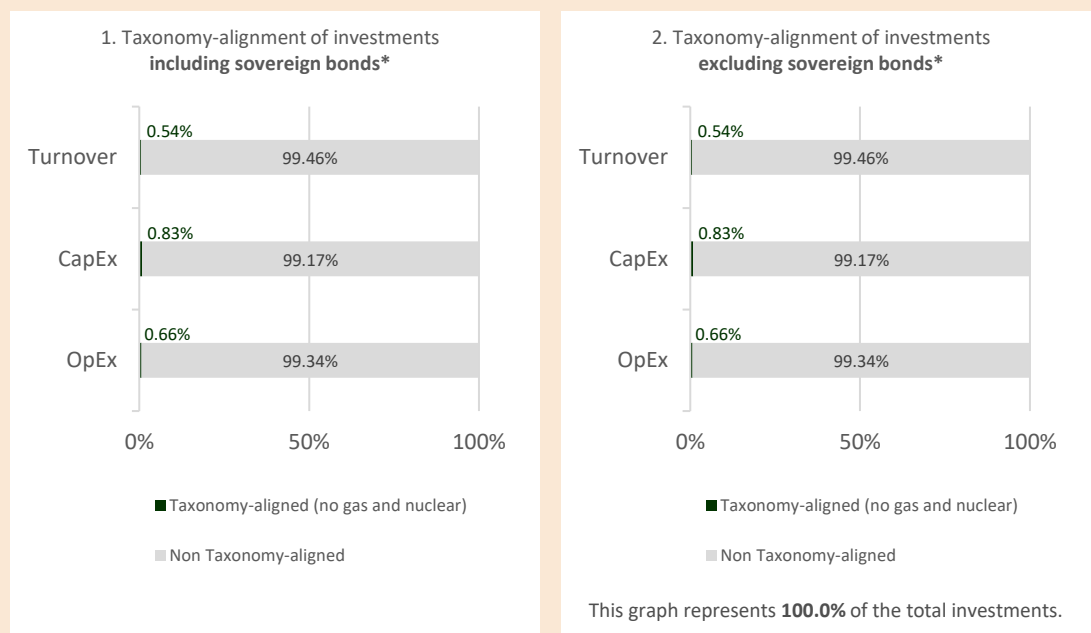 1. Taxonomy-alignment of investments
including sovereign bonds*
0.54%
Turnover
99.46%
0.83%
CapEx
99.17%
0.66%
OpEx
99.34%
0%
50%
100%
Taxonomy-aligned (no gas and nuclear)
Non Taxonomy-aligned
2. Taxonomy-alignment of investments
excluding sovereign bonds*
0.54%
Turnover
99.46%
0.83%
CapEx
99.17%
0.66%
OpEx
99.34%
0%
50%
100%
Taxonomy-aligned (no gas and nuclear)
Non Taxonomy-aligned
This graph represents 100.0% of the total investments.